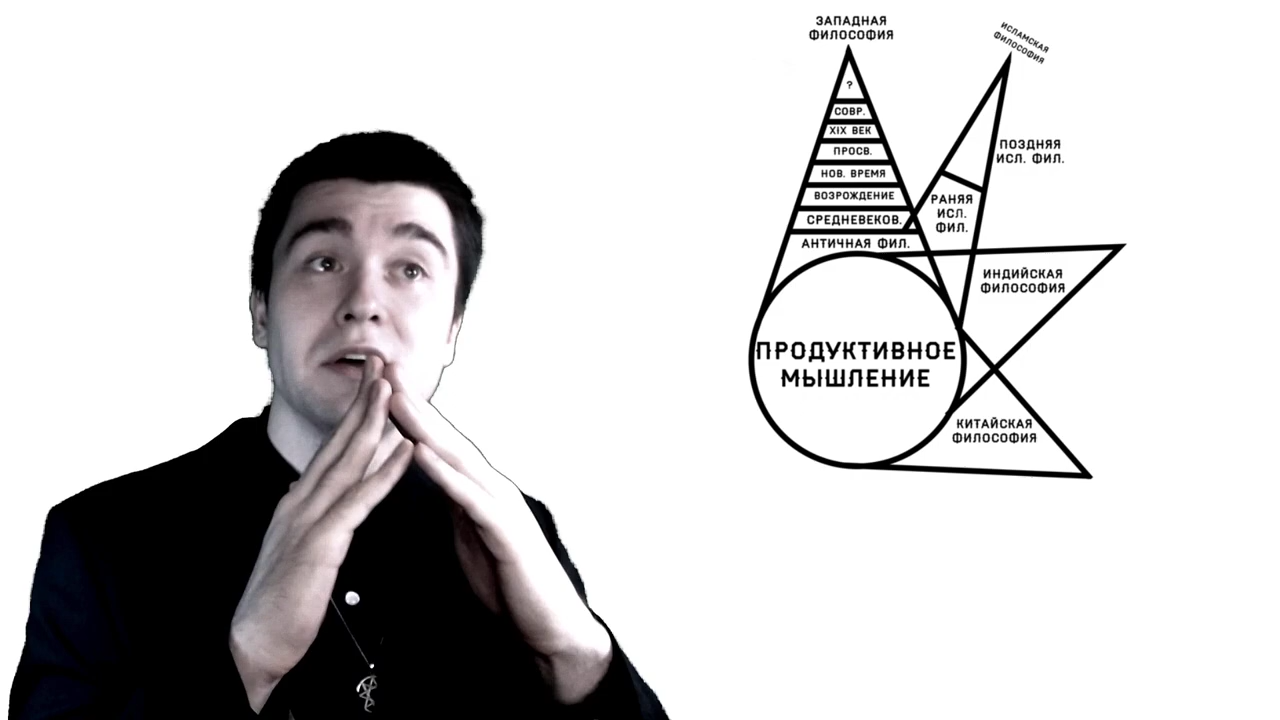 ЗАПАДНАЯ
ФИЛОСОФИЯ
?
СОВР.
XIX ВЕК
ПРОСВ.
НОВ. ВРЕМЯ
ВОЗРОЖДЕНИЕ
СРЕДНЕВЕКОВ.
АНТИЧНАЯ ФИЛ.
ИСЛАМСКАЯ
ФИЛОСОФИЯ
ПОЗДНЯЯ
ИСЛ. ФИЛ.
РАНЯЯ
ИСЛ.
ФИЛ.
ИНДИЙСКАЯ
ФИЛОСОФИЯ
ПРОДУКТИВНОЕ
МЫШЛЕНИЕ
КИТАЙСКАЯ
ФИЛОСОФИЯ